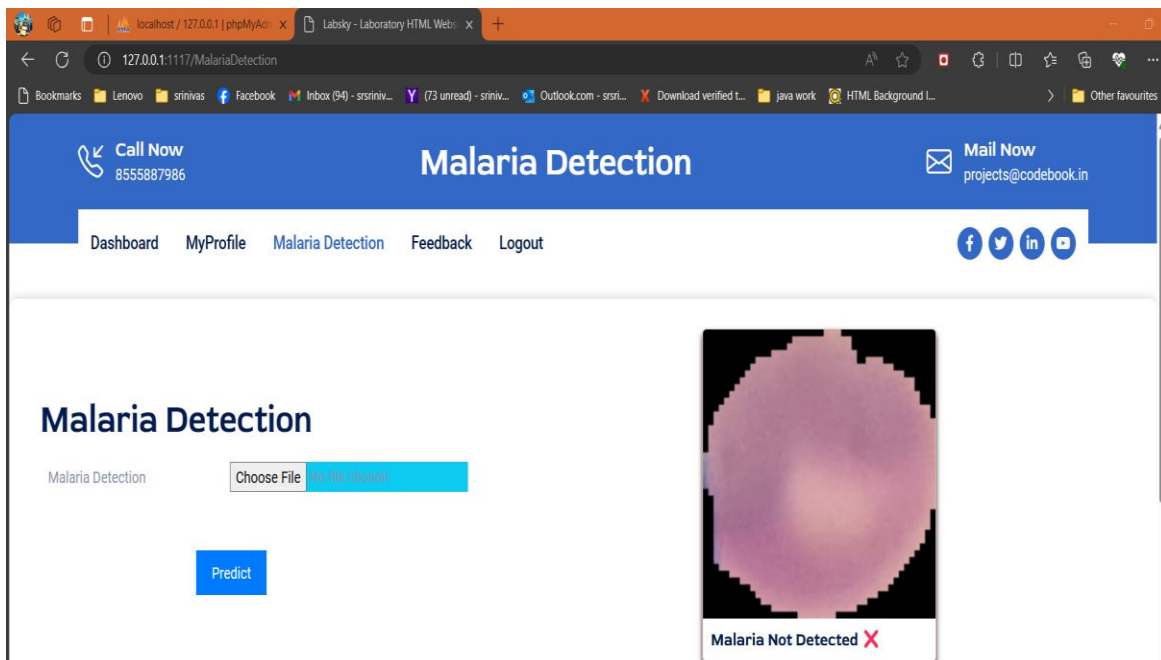 localhost / 127.0.0.1 | phpMyAdm
Labsky - Laboratory HTML Webs
127.0.0.1:1117/MalariaDetection
Bookmarks Lenovo srinivas Facebook Inbox (94) - srsriniv... (73 unread) - sriniv... Outlook.com - srsri... Download verified t... java work HTML Background I... Other favourites
Call Now
8555887986
Malaria Detection
Mail Now
projects@codebook.in
Dashboard MyProfile Malaria Detection Feedback Logout
Malaria Detection
Malaria Detection Choose File No file chosen
Predict
Malaria Not Detected ❌